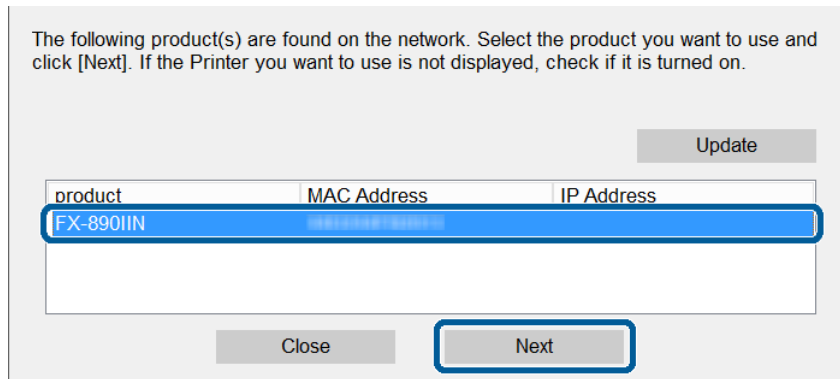 The following product(s) are found on the network. Select the product you want to use and
click [Next]. If the Printer you want to use is not displayed, check if it is turned on.
Update
product MAC Address IP Address
FX-890IIN
Close Next